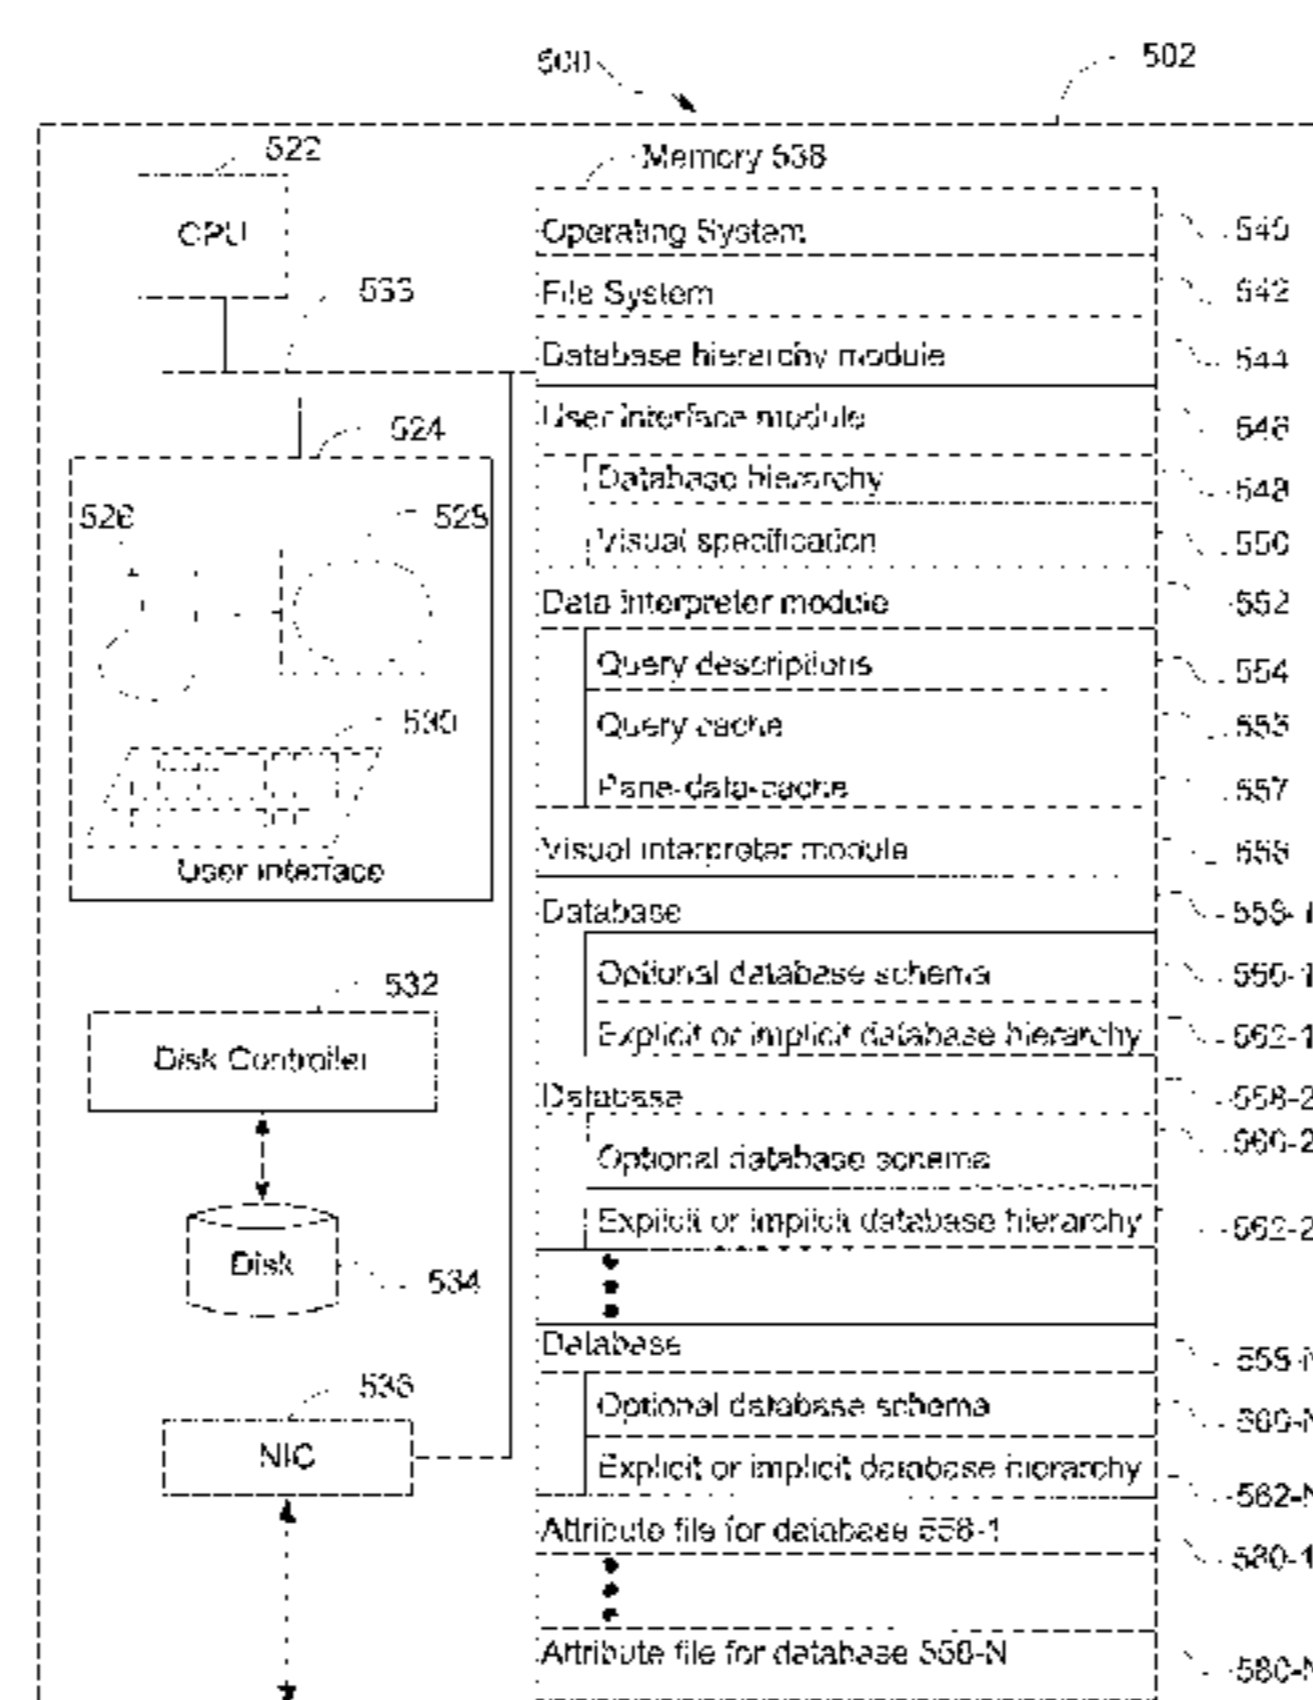 500
502
522
Memory 538
CPU
Operating System
540
533
File System
542
Database hierarchy module
544
524
User interface module
546
526
528
Database hierarchy
548
Visual specification
550
Data interpreter module
552
Query descriptions
554
530
Query cache
Pane-data-cache
557
User interface
Visual interpreter module
Database
558-1
532
Optional database schema
560-1
Disk Controller
Explicit or implicit database hierarchy
562-1
Database
558-2
560-2
Optional database schema
Explicit or implicit database hierarchy
562-2
Disk
534
Database
558-N
536
Optional database schema
560-N
NIC
Explicit or implicit database hierarchy
562-N
Attribute file for database 558-1
580-1
Attribute file for database 558-N
580-N